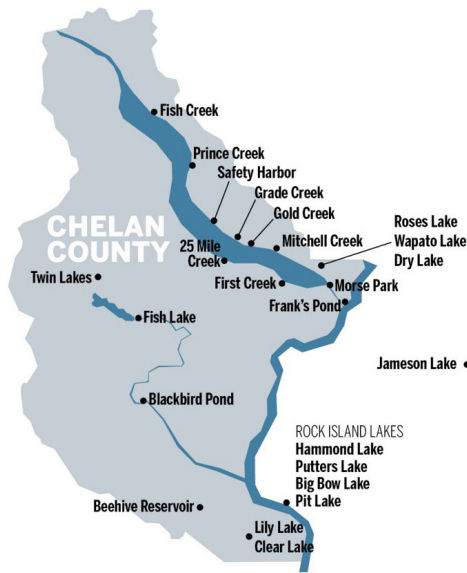 Fish Creek
Prince Creek
Safety Harbor
Grade Creek
Gold Creek
CHELAN
COUNTY
Roses Lake
Wapato Lake
Dry Lake
25 Mile
Creek
Mitchell Creek
Twin Lakes
First Creek
Morse Park
Frank's Pond
Fish Lake
Jameson Lake
Blackbird Pond
ROCK ISLAND LAKES
Hammond Lake
Putters Lake
Big Bow Lake
Pit Lake
Beehive Reservoir
Lily Lake
Clear Lake